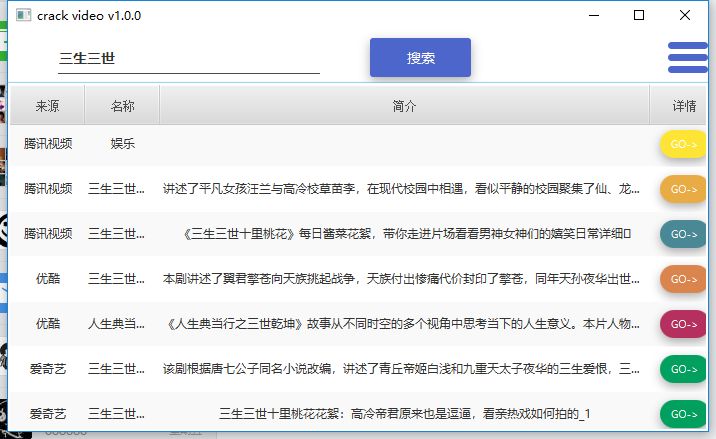 crack video v1.0.0
三生三世 搜索
来源 名称 简介 详情
腾讯视频 娱乐 GO->
腾讯视频 三生三世... 讲述了平凡女孩汪兰与高冷校草苗李，在现代校园中相遇，看似平静的校园聚集了仙、龙... GO->
腾讯视频 三生三世... 《三生三世十里桃花》每日酱菜花絮，带你走进片场看看男神女神们的嬉笑日常详细 GO->
优酷 三生三世... 本剧讲述了翼君擎苍向天族挑起战争，天族付出惨痛代价封印了擎苍，同年天孙夜华出世... GO->
优酷 人生典当... 《人生典当行之三世乾坤》故事从不同时空的多个视角中思考当下的人生意义。本片人物... GO->
爱奇艺 三生三世... 该剧根据唐七公子同名小说改编，讲述了青丘帝姬白浅和九重天太子夜华的三生爱恨，三... GO->
爱奇艺 三生三世... 三生三世十里桃花花絮：高冷帝君原来也是逗逼，看亲热戏如何拍的_1 GO->